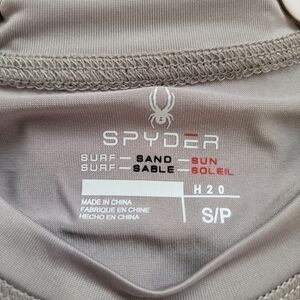 SPYDER
SURF — SAND — SUN
SURF — SABLE — SOLEIL
H20
MADE IN CHINA
FABRIQUE EN CHINE
HECHO EN CHINA
S/P